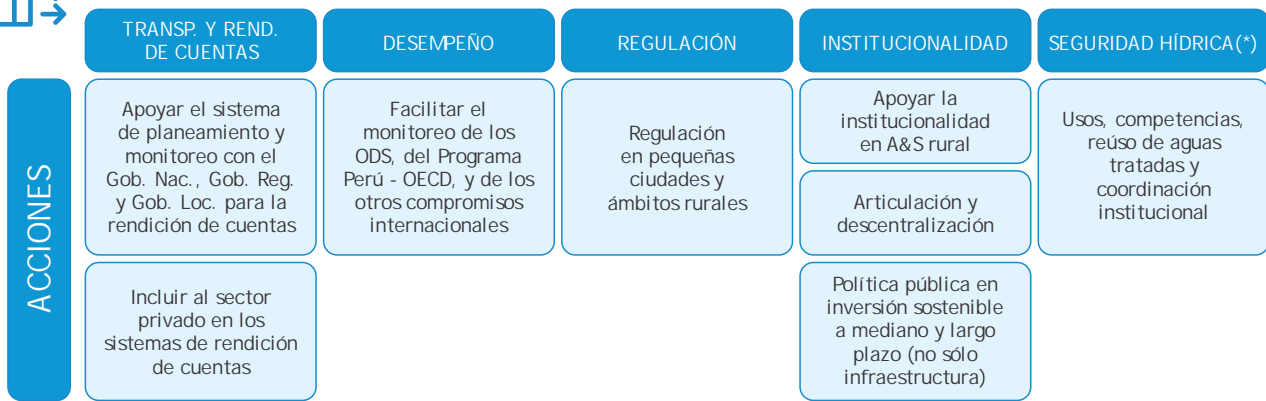 TRANSP. Y REND.
DE CUENTAS
DESEMPEÑO
REGULACIÓN
INSTITUCIONALIDAD
SEGURIDAD HÍDRICA(*)
ACCIONES
Apoyar el sistema
de planeamiento y
monitoreo con el
Gob. Nac., Gob. Reg.
y Gob. Loc. para la
rendición de cuentas
Incluir al sector
privado en los
sistemas de rendición
de cuentas
Facilitar el
monitoreo de los
ODS, del Programa
Perú - OECD, y de los
otros compromisos
internacionales
Regulación
en pequeñas
ciudades y
ámbitos rurales
Apoyar la
institucionalidad
en A&S rural
Articulación y
descentralización
Política pública en
inversión sostenible
a mediano y largo
plazo (no sólo
infraestructura)
Usos, competencias,
reúso de aguas
tratadas y
coordinación
institucional